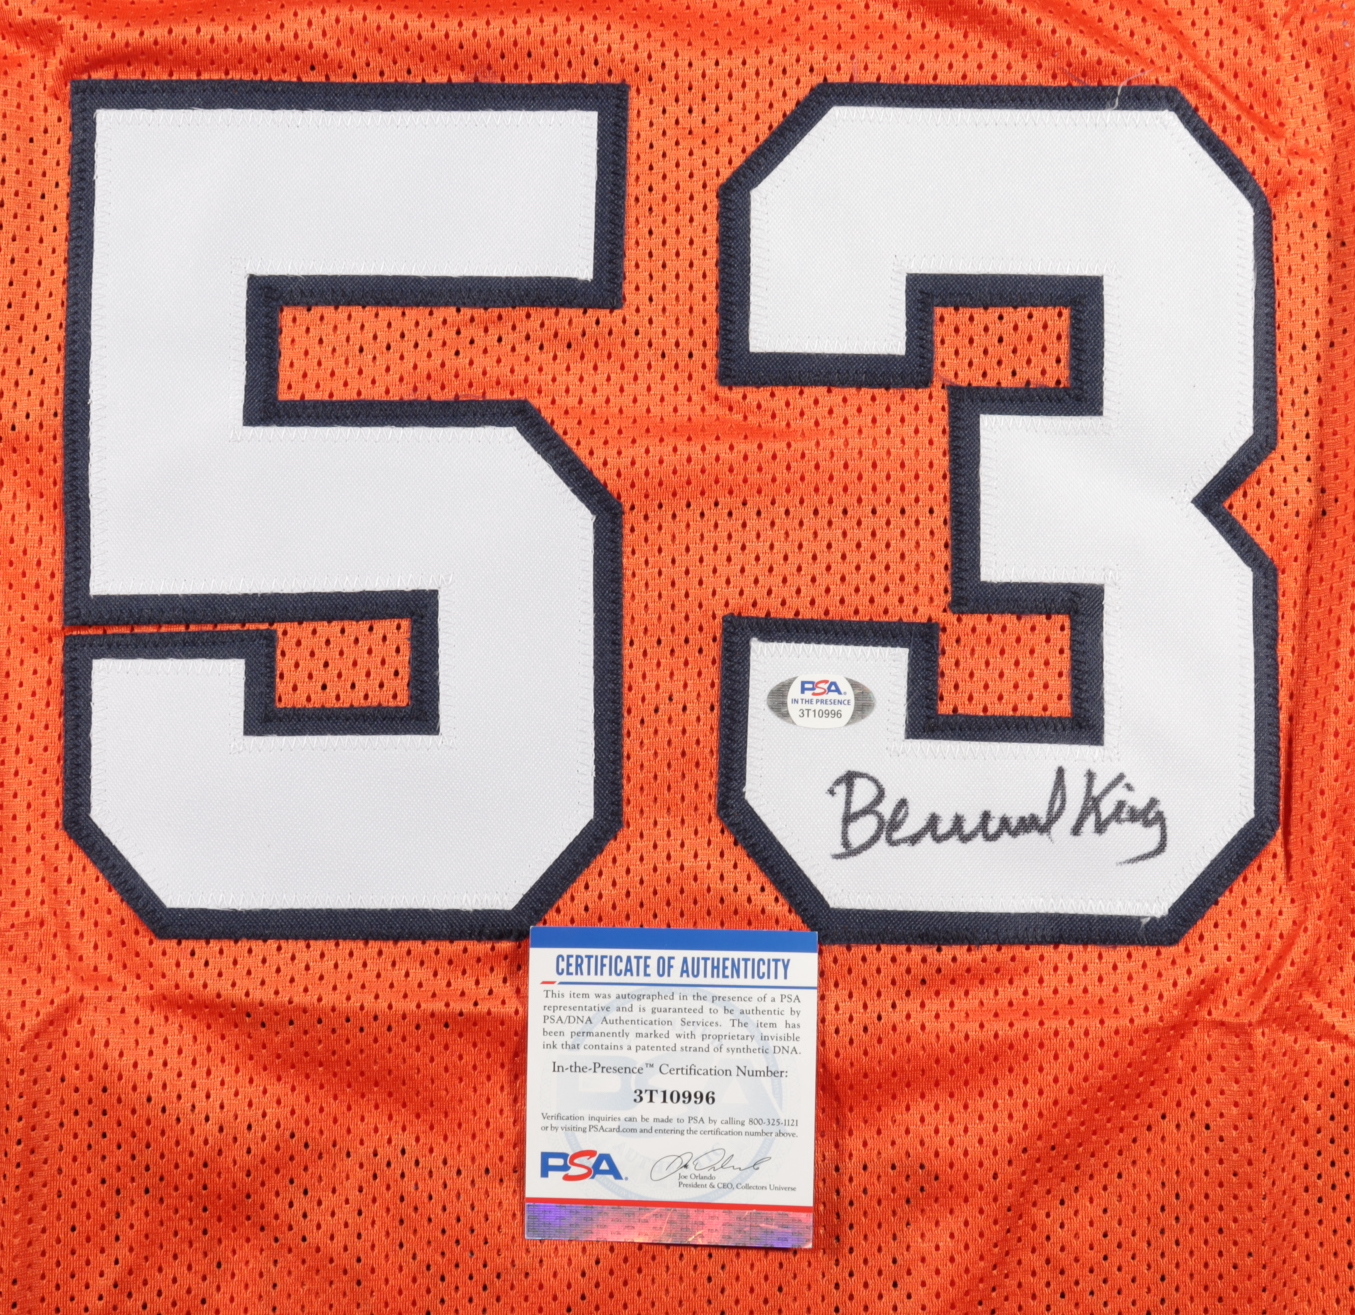 53
PSA
IN THE PRESENCE
3T10996
Bernard King
CERTIFICATE OF AUTHENTICITY
This item was autographed in the presence of a PSA
representative and is guaranteed to be authentic by
PSA/DNA Authentication Services. The item has
been permanently marked with proprietary invisible
ink that contains a patented strand of synthetic DNA.
In-the-Presence™ Certification Number:
3T10996
Verification inquiries can be made to PSA by calling 800-325-1121
or by visiting PSAcard.com and entering the certification number above.
PSA
Joe Orlando
President & CEO, Collectors Universe